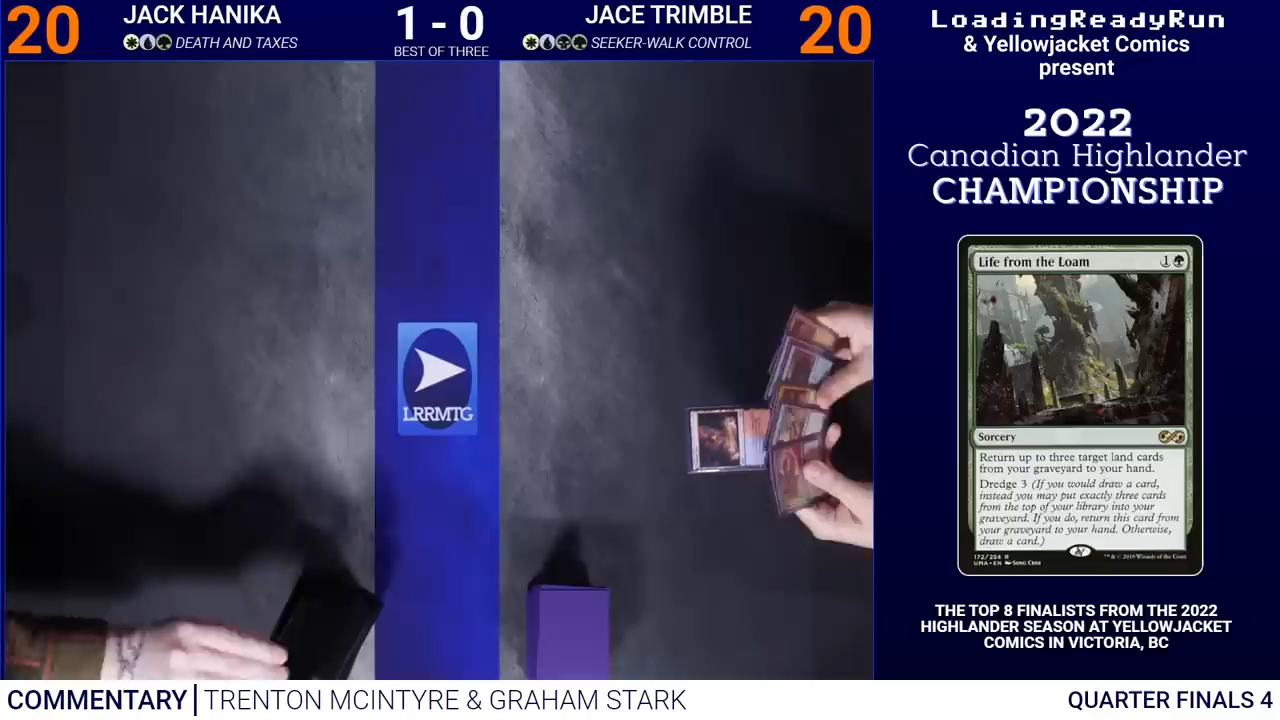 20
JACK HANIKA
DEATH AND TAXES
1 - 0
BEST OF THREE
JACE TRIMBLE
SEEKER-WALK CONTROL
20
LoadingReadyRun
& Yellowjacket Comics
present
2022
Canadian Highlander
CHAMPIONSHIP
Life from the Loam 1
Sorcery
Return up to three target land cards
from your graveyard to your hand.
Dredge 3 (If you would draw a card,
instead you may put exactly three cards
from the top of your library into your
graveyard. If you do, return this card from
your graveyard to your hand. Otherwise,
draw a card.)
172/254 R
UMA • EN
LRRMTG
THE TOP 8 FINALISTS FROM THE 2022
HIGHLANDER SEASON AT YELLOWJACKET
COMICS IN VICTORIA, BC
COMMENTARY TRENTON MCINTYRE & GRAHAM STARK
QUARTER FINALS 4